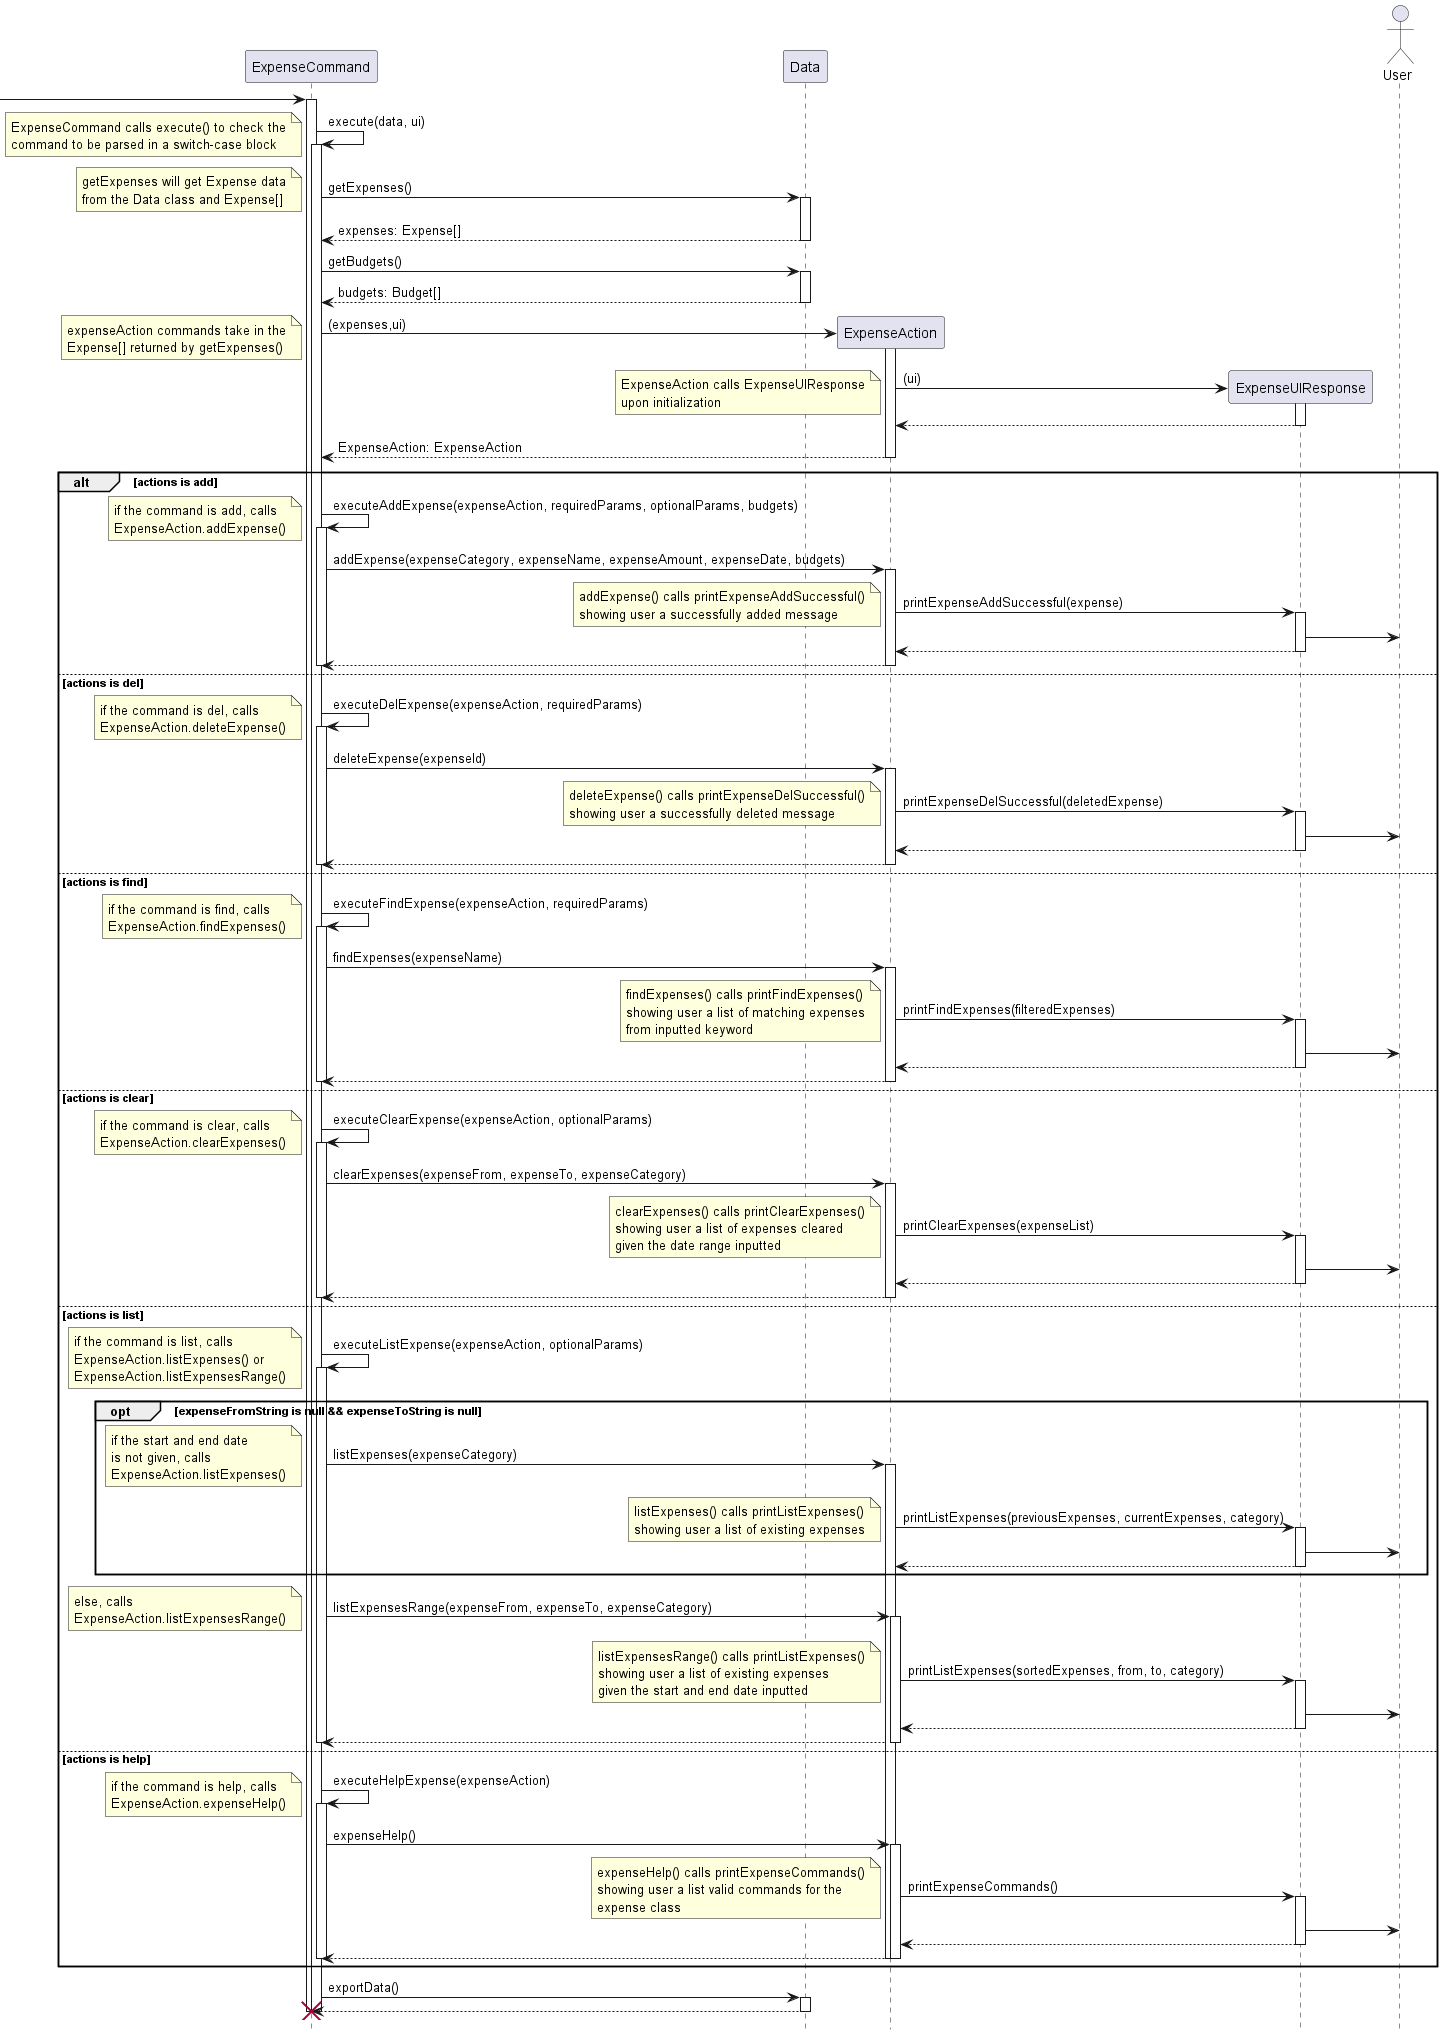 User
ExpenseCommand
Data
execute(data, ui)
ExpenseCommand calls execute() to check the
command to be parsed in a switch-case block
getExpenses will get Expense data
from the Data class and Expense[]
getExpenses()
expenses: Expense[]
getBudgets()
budgets: Budget[]
expenseAction commands take in the
Expense[] returned by getExpenses()
(expenses,ui)
ExpenseAction
ExpenseAction calls ExpenseUIResponse
upon initialization
(ui)
ExpenseUIResponse
ExpenseAction: ExpenseAction
alt
[actions is add]
if the command is add, calls
ExpenseAction.addExpense()
executeAddExpense(expenseAction, requiredParams, optionalParams, budgets)
addExpense(expenseCategory, expenseName, expenseAmount, expenseDate, budgets)
addExpense() calls printExpenseAddSuccessful()
showing user a successfully added message
printExpenseAddSuccessful(expense)
[actions is del]
if the command is del, calls
ExpenseAction.deleteExpense()
executeDelExpense(expenseAction, requiredParams)
deleteExpense(expenseId)
deleteExpense() calls printExpenseDelSuccessful()
showing user a successfully deleted message
printExpenseDelSuccessful(deletedExpense)
[actions is find]
if the command is find, calls
ExpenseAction.findExpenses()
executeFindExpense(expenseAction, requiredParams)
findExpenses(expenseName)
findExpenses() calls printFindExpenses()
showing user a list of matching expenses
from inputted keyword
printFindExpenses(filteredExpenses)
[actions is clear]
if the command is clear, calls
ExpenseAction.clearExpenses()
executeClearExpense(expenseAction, optionalParams)
clearExpenses(expenseFrom, expenseTo, expenseCategory)
clearExpenses() calls printClearExpenses()
showing user a list of expenses cleared
given the date range inputted
printClearExpenses(expenseList)
[actions is list]
if the command is list, calls
ExpenseAction.listExpenses() or
ExpenseAction.listExpensesRange()
executeListExpense(expenseAction, optionalParams)
opt
[expenseFromString is null && expenseToString is null]
if the start and end date
is not given, calls
ExpenseAction.listExpenses()
listExpenses(expenseCategory)
listExpenses() calls printListExpenses()
showing user a list of existing expenses
printListExpenses(previousExpenses, currentExpenses, category)
else, calls
ExpenseAction.listExpensesRange()
listExpensesRange(expenseFrom, expenseTo, expenseCategory)
listExpensesRange() calls printListExpenses()
showing user a list of existing expenses
given the start and end date inputted
printListExpenses(sortedExpenses, from, to, category)
[actions is help]
if the command is help, calls
ExpenseAction.expenseHelp()
executeHelpExpense(expenseAction)
expenseHelp()
expenseHelp() calls printExpenseCommands()
showing user a list valid commands for the
expense class
printExpenseCommands()
exportData()